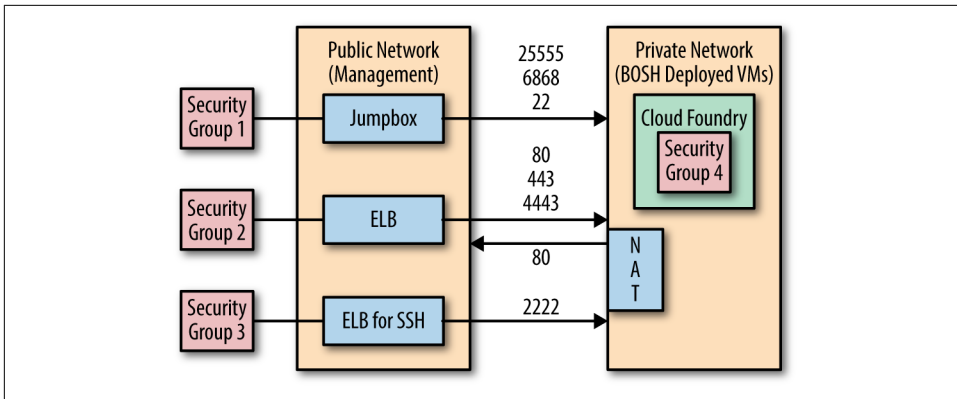 Public Network
(Management)
Private Network
(BOSH Deployed VMs)
25555
6868
22
Security
Group 1
Jumpbox
Cloud Foundry
Security
Group 4
80
443
4443
Security
Group 2
ELB
80
N
A
T
Security
Group 3
ELB for SSH
2222